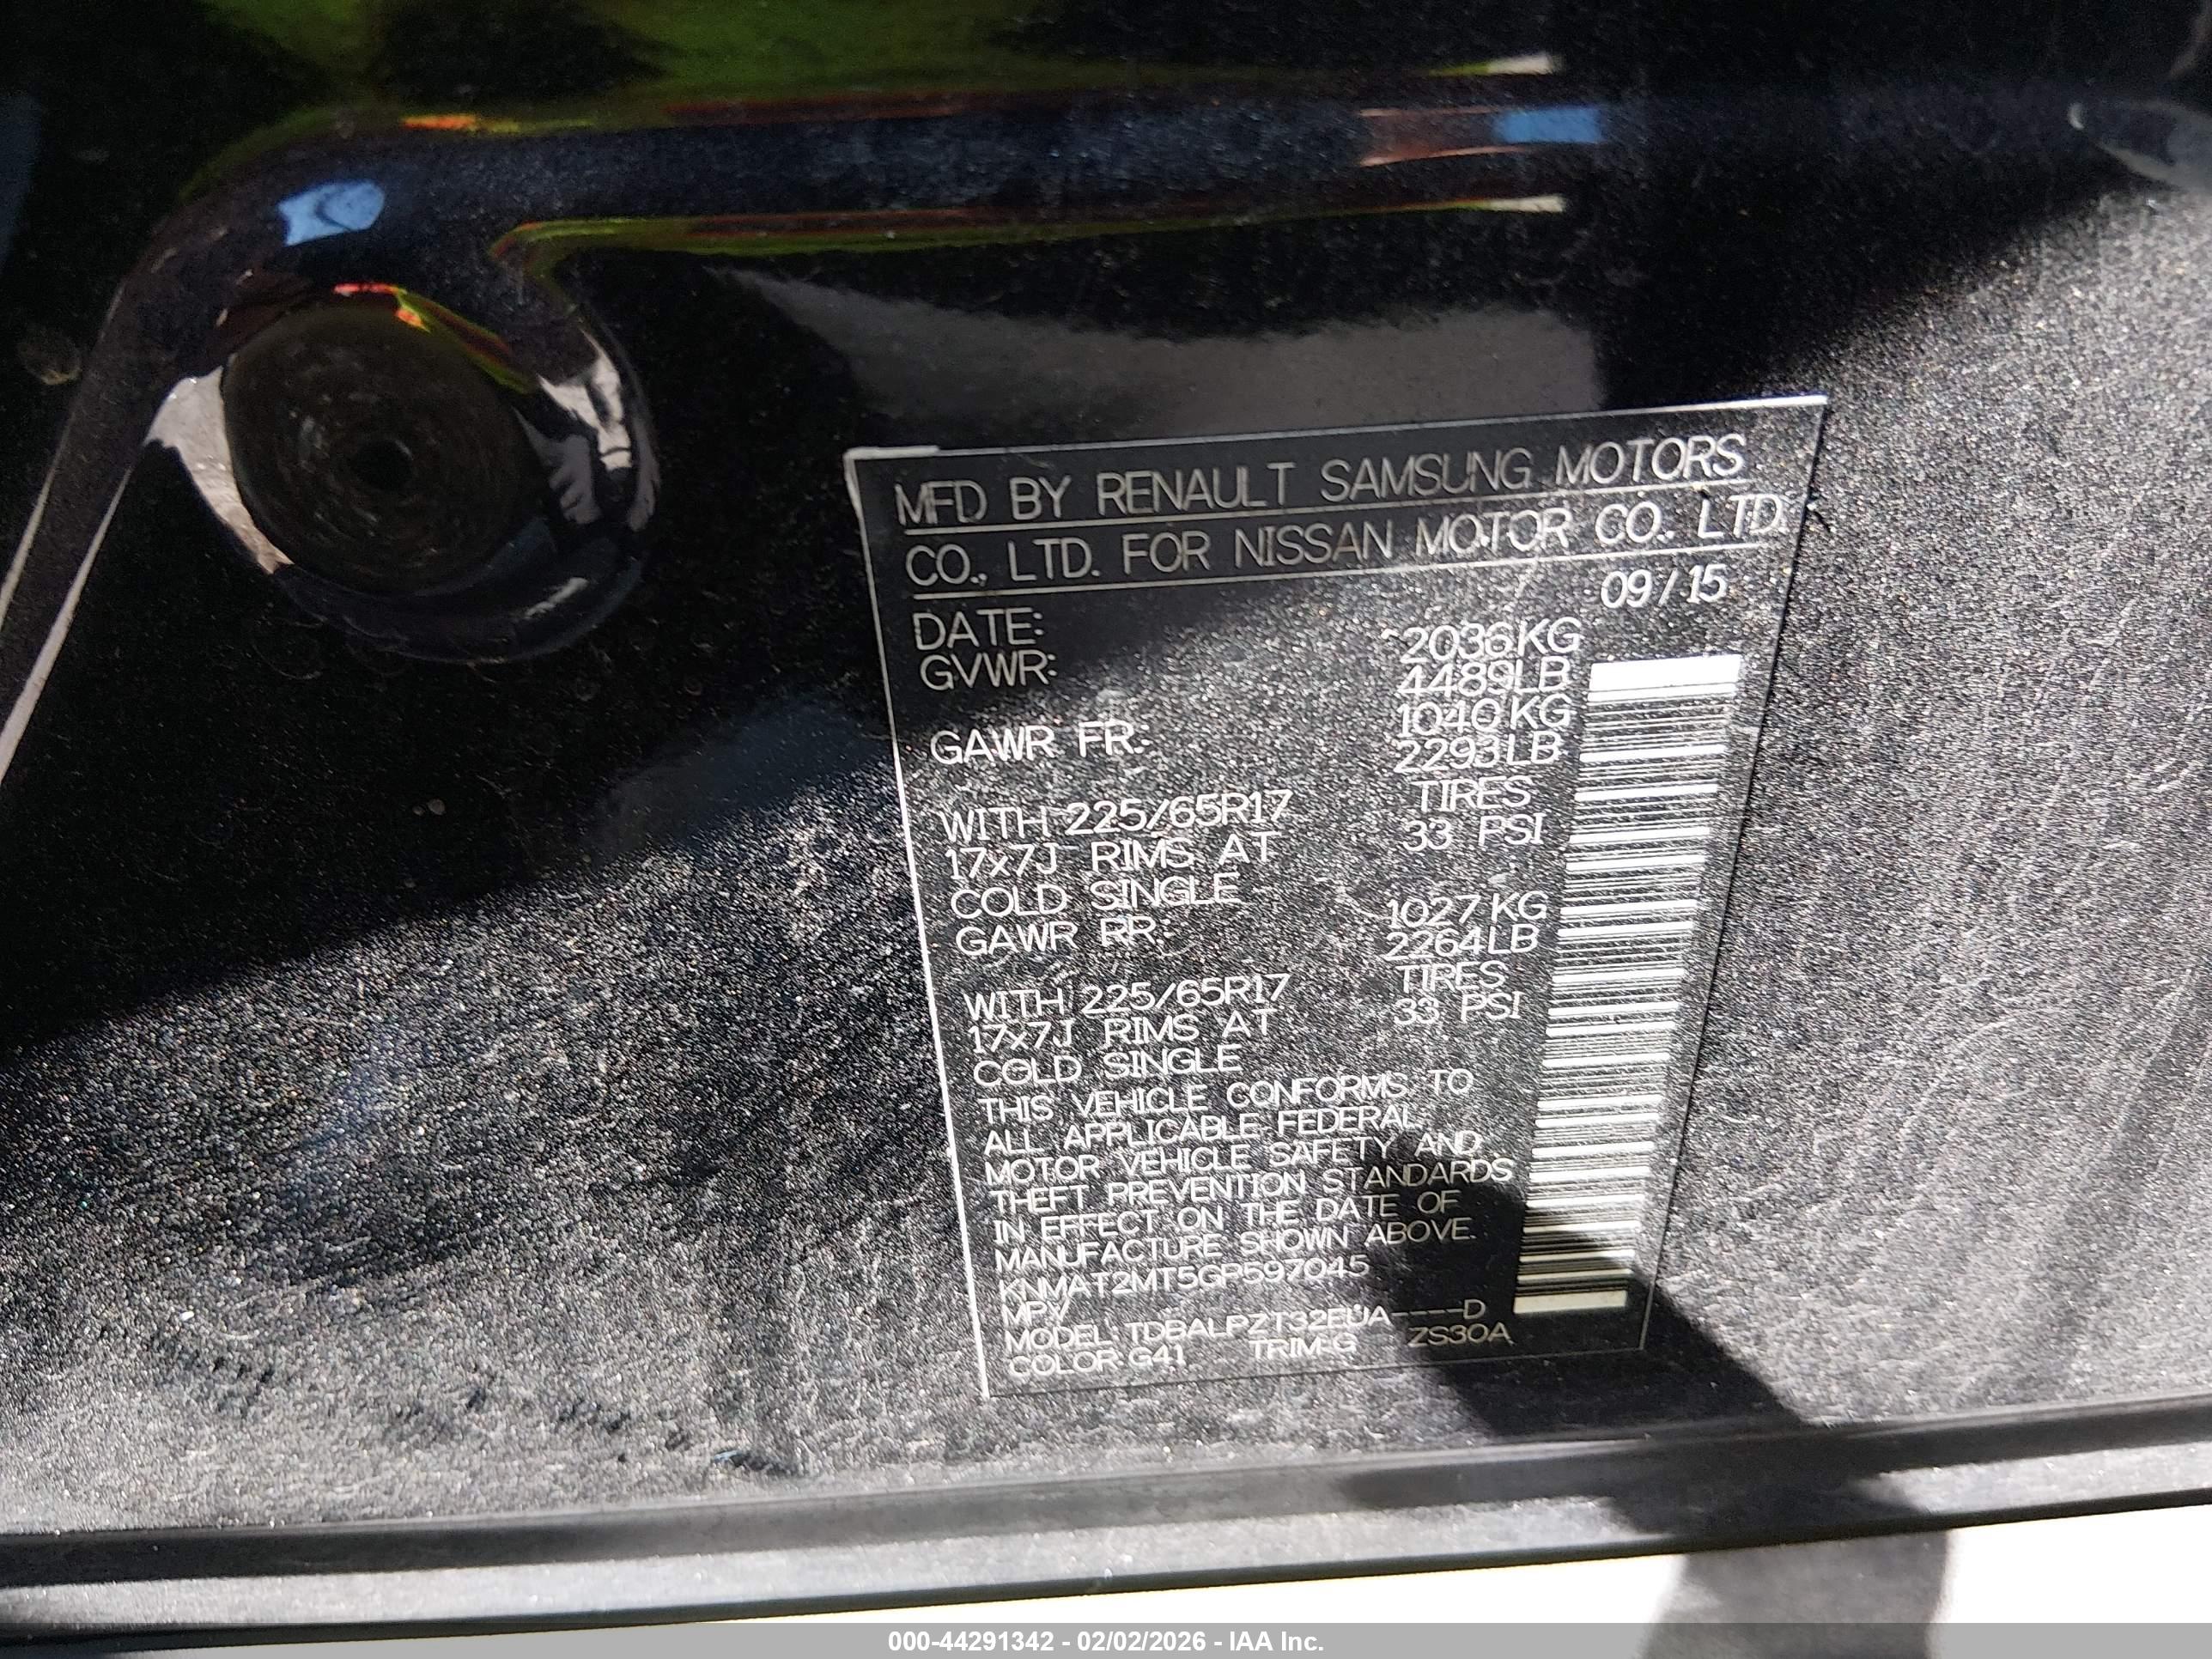 MFD BY RENAULT SAMSUNG MOTORS
CO., LTD. FOR NISSAN MOTOR CO., LTD.
DATE: 09/15
GVWR: 2036KG
4489LB
GAWR FR: 1040KG
2293LB
WITH 225/65R17 TIRES
17x7J RIMS AT 33 PSI
COLD SINGLE
GAWR RR: 1027KG
2264LB
WITH 225/65R17 TIRES
17x7J RIMS AT 33 PSI
COLD SINGLE
THIS VEHICLE CONFORMS TO
ALL APPLICABLE FEDERAL
MOTOR VEHICLE SAFETY AND
THEFT PREVENTION STANDARDS
IN EFFECT ON THE DATE OF
MANUFACTURE SHOWN ABOVE.
KNMAT2MT5GP597045
MPV
MODEL: TDBALPZT32EUA----D
COLOR: G41 TRIM: G ZS30A
000-44291342 - 02/02/2026 - IAA Inc.